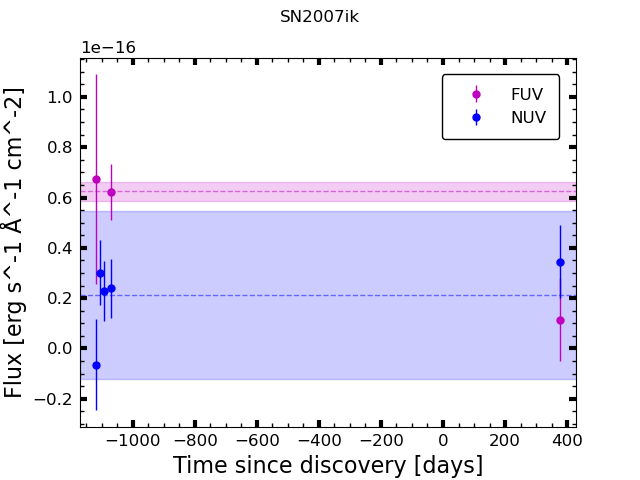 SN2007ik
1e−16
Flux [erg s^-1 Å^-1 cm^-2]
1.0
0.8
0.6
0.4
0.2
0.0
−0.2
FUV
NUV
−1000 −800 −600 −400 −200 0 200 400
Time since discovery [days]